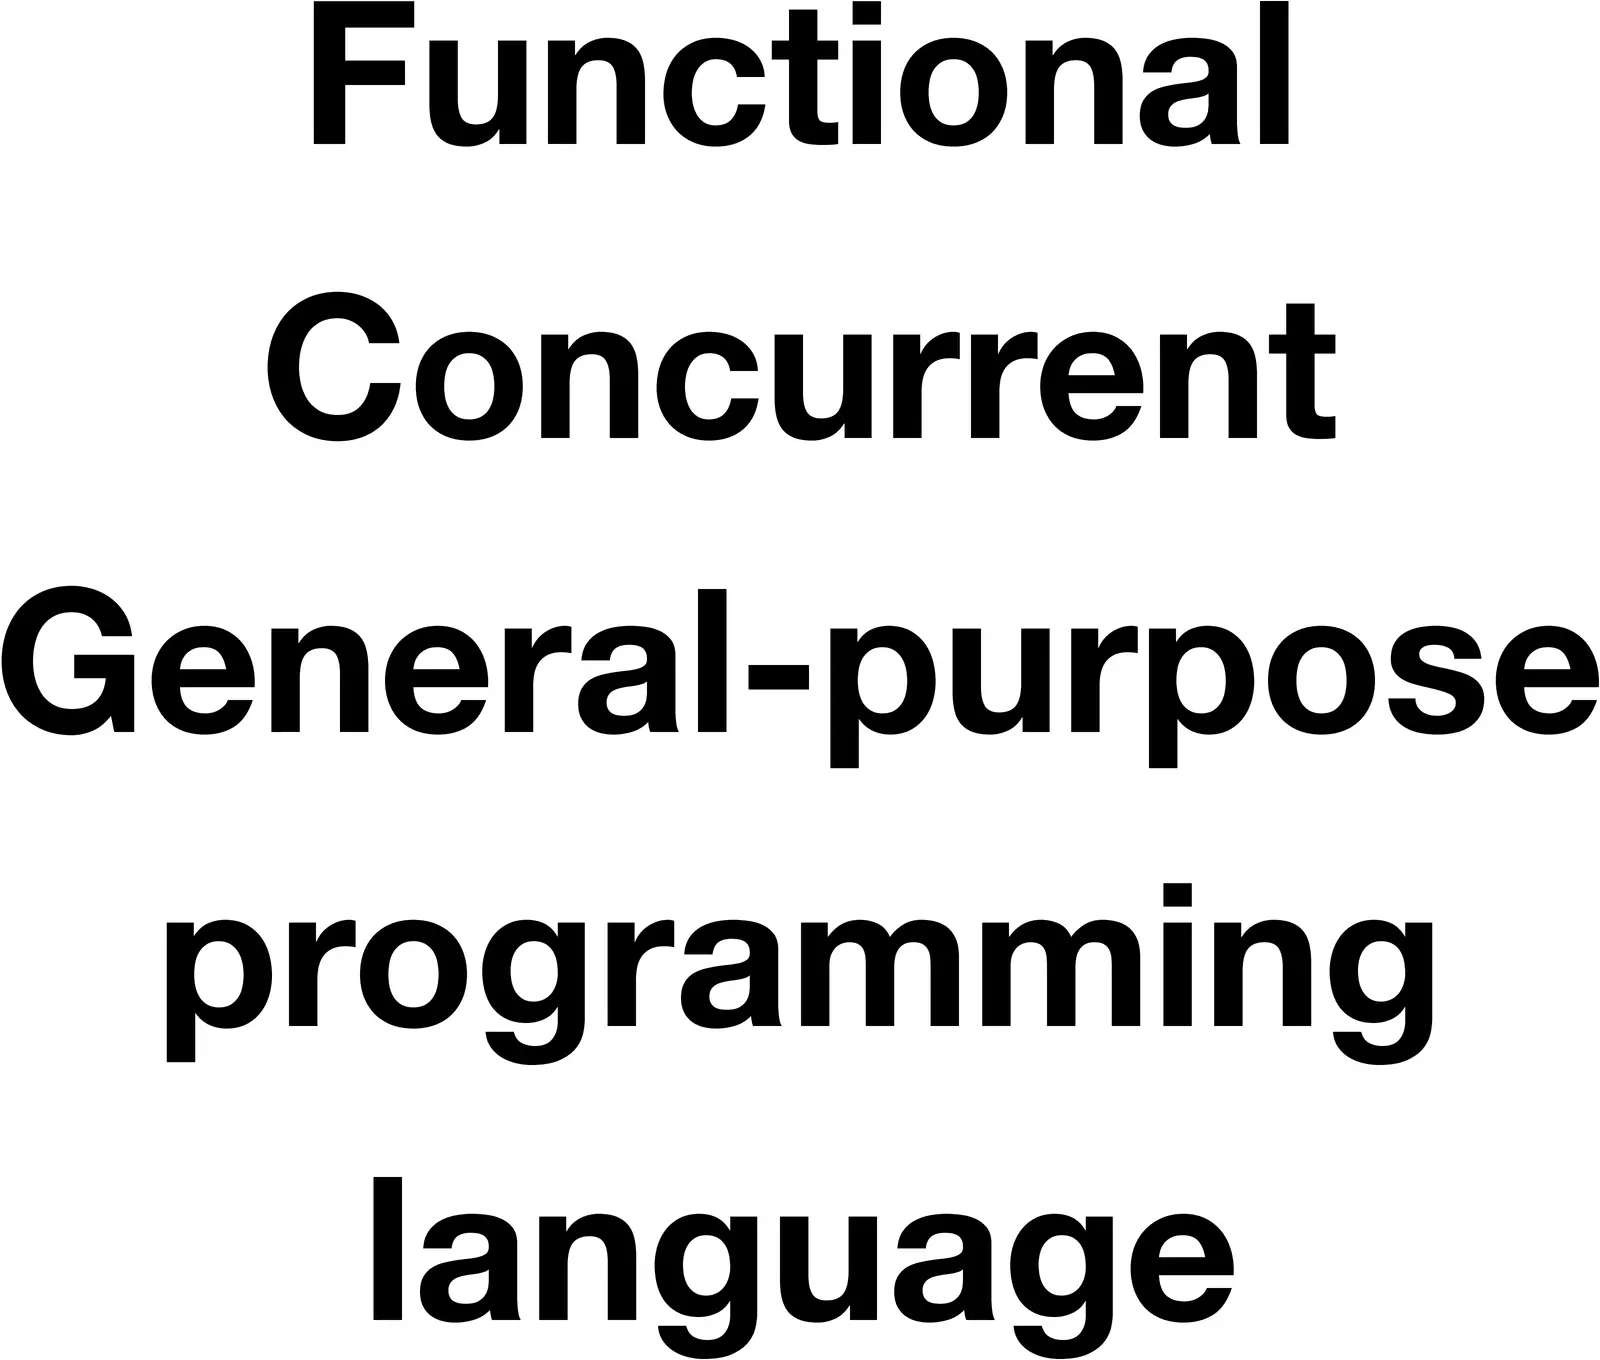 Functional
Concurrent
General-purpose
programming
language